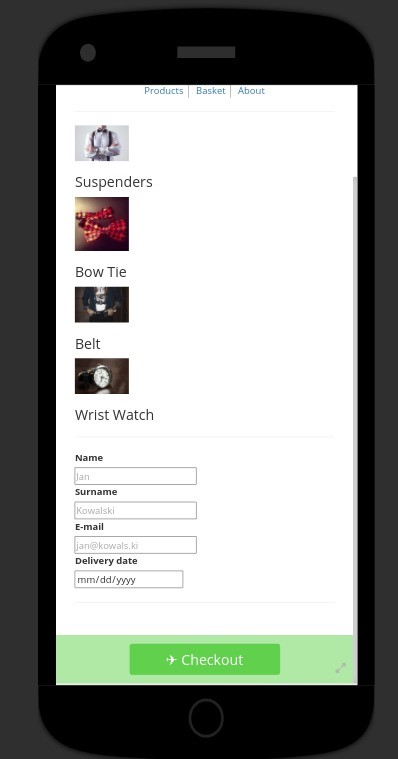 Products Basket About
Suspenders
Bow Tie
Belt
Wrist Watch
Name
Jan
Surname
Kowalski
E-mail
jan@kowals.ki
Delivery date
mm/dd/yyyy
✈ Checkout